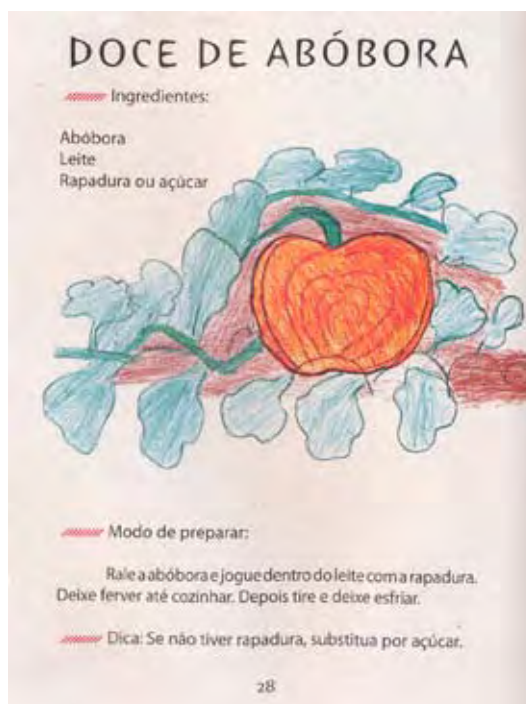 DOCE DE ABÓBORA
Ingredientes:
Abóbora
Leite
Rapadura ou açúcar
Modo de preparar:
Rale a abóbora e jogue dentro do leite com a rapadura.
Deixe ferver até cozinhar. Depois tire e deixe esfriar.
Dica: Se não tiver rapadura, substitua por açúcar.
28